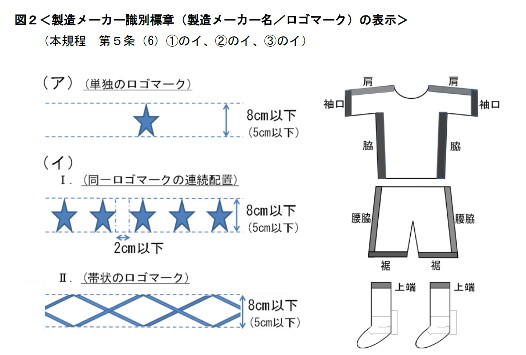 図２＜製造メーカー識別標章（製造メーカー名／ロゴマーク）の表示＞
（本規程　第５条（6）①のイ、②のイ、③のイ）
（ア）（単独のロゴマーク）
8cm以下
（5cm以下）
（イ）
Ⅰ．（同一ロゴマークの連続配置）
8cm以下
（5cm以下）
2cm以下
Ⅱ．（帯状のロゴマーク）
8cm以下
（5cm以下）
肩　肩
袖口　袖口
脇　脇
腰脇　腰脇
裾　裾
上端　上端